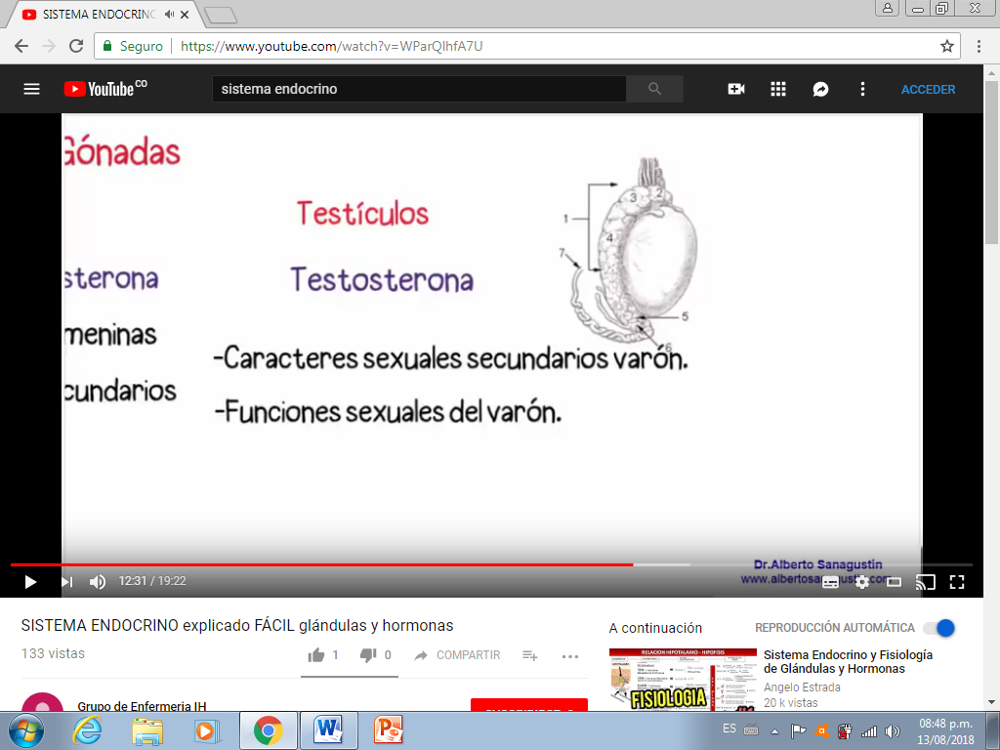 SISTEMA ENDOCRINO
Seguro
https://www.youtube.com/watch?v=WParQIhfA7U
YouTube CO
sistema endocrino
ACCEDER
Gónadas
Testículos
sterona
Testosterona
meninas
-Caracteres sexuales secundarios varón.
cundarios
-Funciones sexuales del varón.
1
2
3
4
5
6
7
Dr.Alberto Sanagustín
12:31 / 19:22
SISTEMA ENDOCRINO explicado FÁCIL glándulas y hormonas
133 vistas
1
0
COMPARTIR
Grupo de Enfermeria IH
A continuación
REPRODUCCIÓN AUTOMÁTICA
RELACION HIPOTALAMO - HIPOFISIS
FISIOLOGIA
Sistema Endocrino y Fisiología
de Glándulas y Hormonas
Angelo Estrada
20 k vistas
ES
08:48 p.m.
13/08/2018